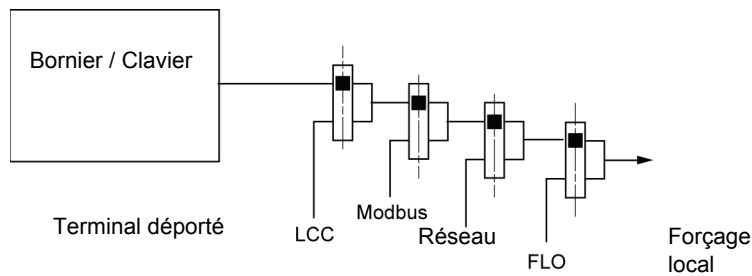 Bornier / Clavier
Terminal déporté
LCC
Modbus
Réseau
FLO
Forçage
local